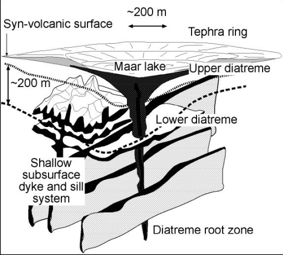 ~200 m
Syn-volcanic surface
Tephra ring
Maar lake
Upper diatreme
~200 m
Lower diatreme
Shallow
subsurface
dyke and sill
system
Diatreme root zone